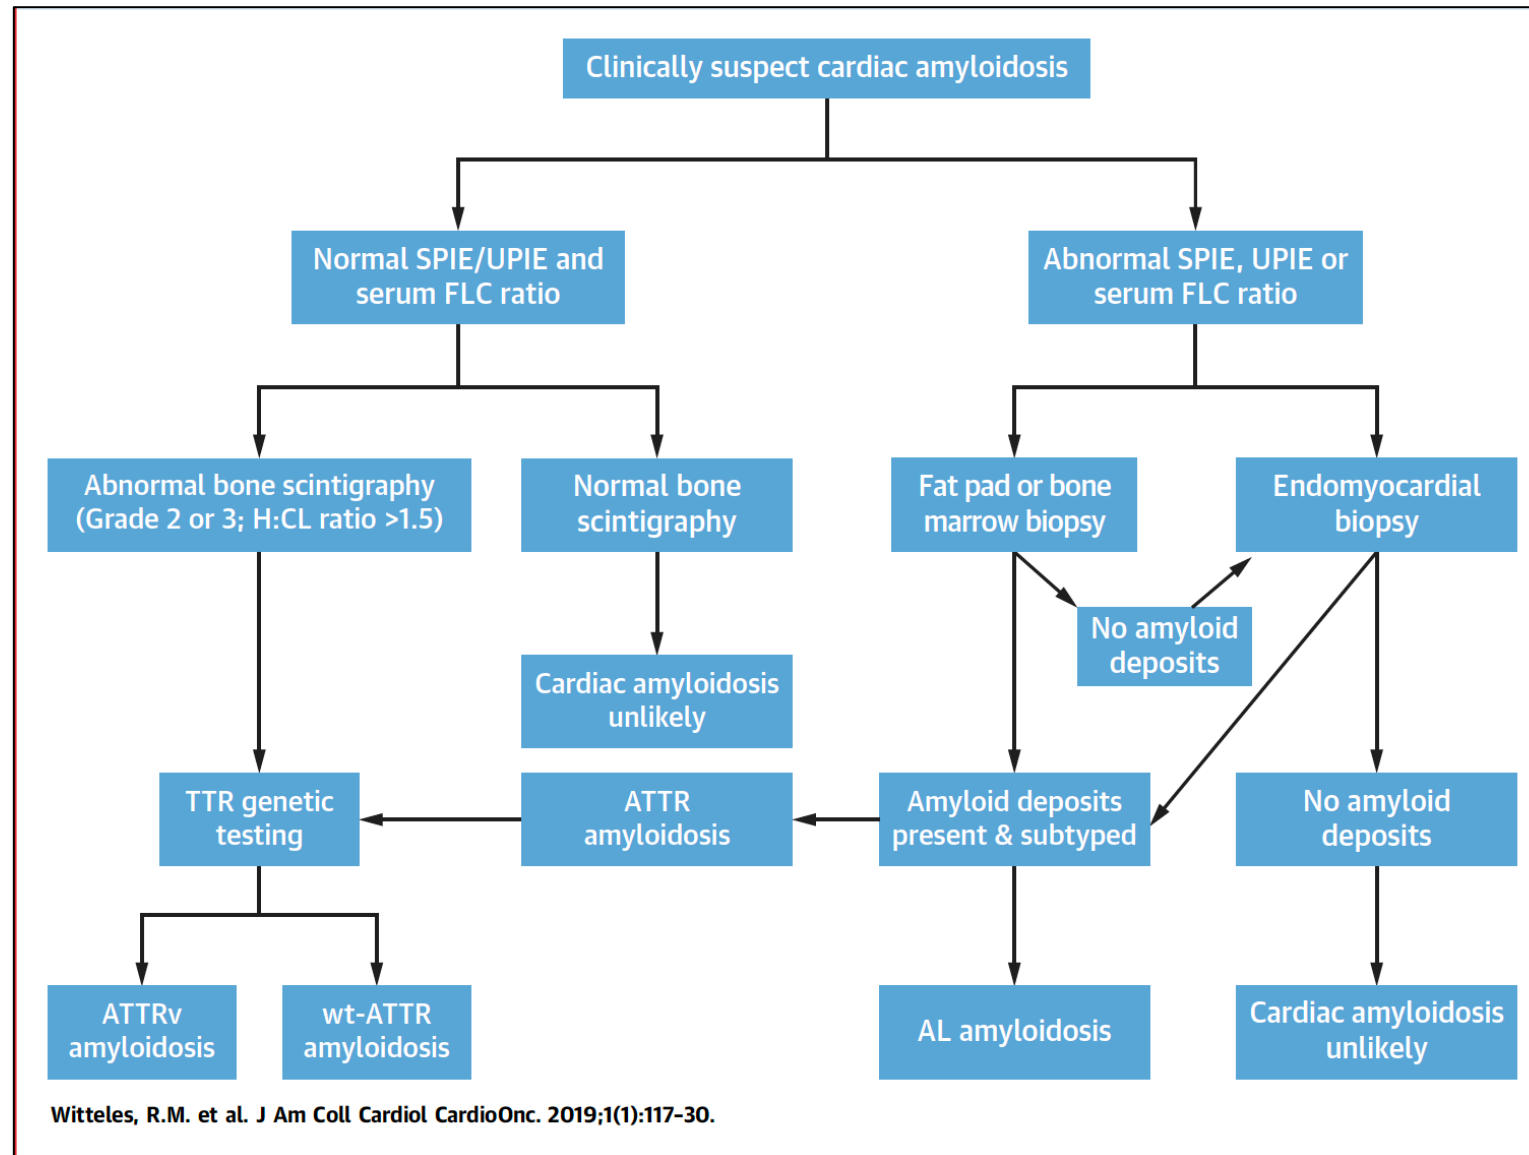 Clinically suspect cardiac amyloidosis
Normal SPIE/UPIE and
serum FLC ratio
Abnormal SPIE, UPIE or
serum FLC ratio
Abnormal bone scintigraphy
(Grade 2 or 3; H:CL ratio >1.5)
Normal bone
scintigraphy
Fat pad or bone
marrow biopsy
Endomyocardial
biopsy
No amyloid
deposits
Cardiac amyloidosis
unlikely
TTR genetic
testing
ATTR
amyloidosis
Amyloid deposits
present & subtyped
No amyloid
deposits
ATTRv
amyloidosis
wt-ATTR
amyloidosis
AL amyloidosis
Cardiac amyloidosis
unlikely
Witteles, R.M. et al. J Am Coll Cardiol CardioOnc. 2019;1(1):117–30.